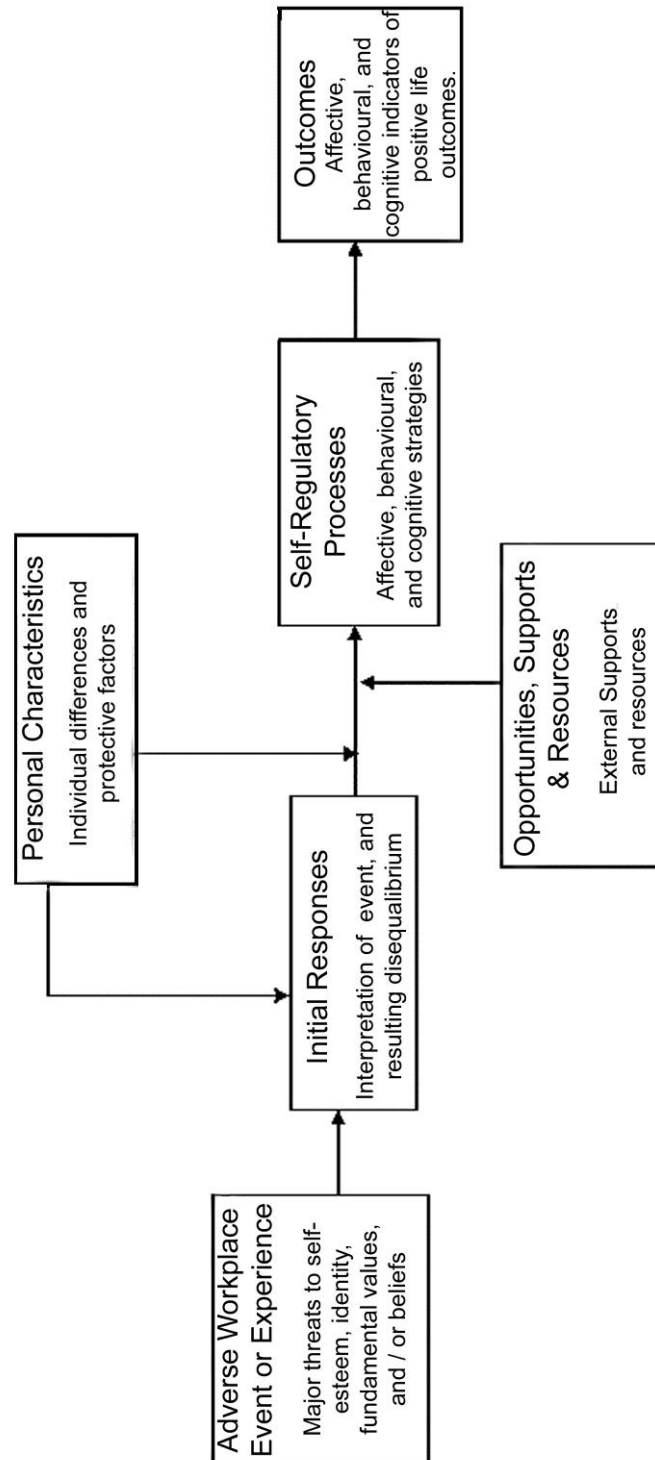 Adverse Workplace
Event or Experience
Major threats to self-
esteem, identity,
fundamental values,
and / or beliefs
Initial Responses
Interpretation of event, and
resulting disequalibrium
Personal Characteristics
Individual differences and
protective factors
Opportunities, Supports
& Resources
External Supports
and resources
Self-Regulatory
Processes
Affective, behavioural,
and cognitive strategies
Outcomes
Affective,
behavioural, and
cognitive indicators of
positive life
outcomes.